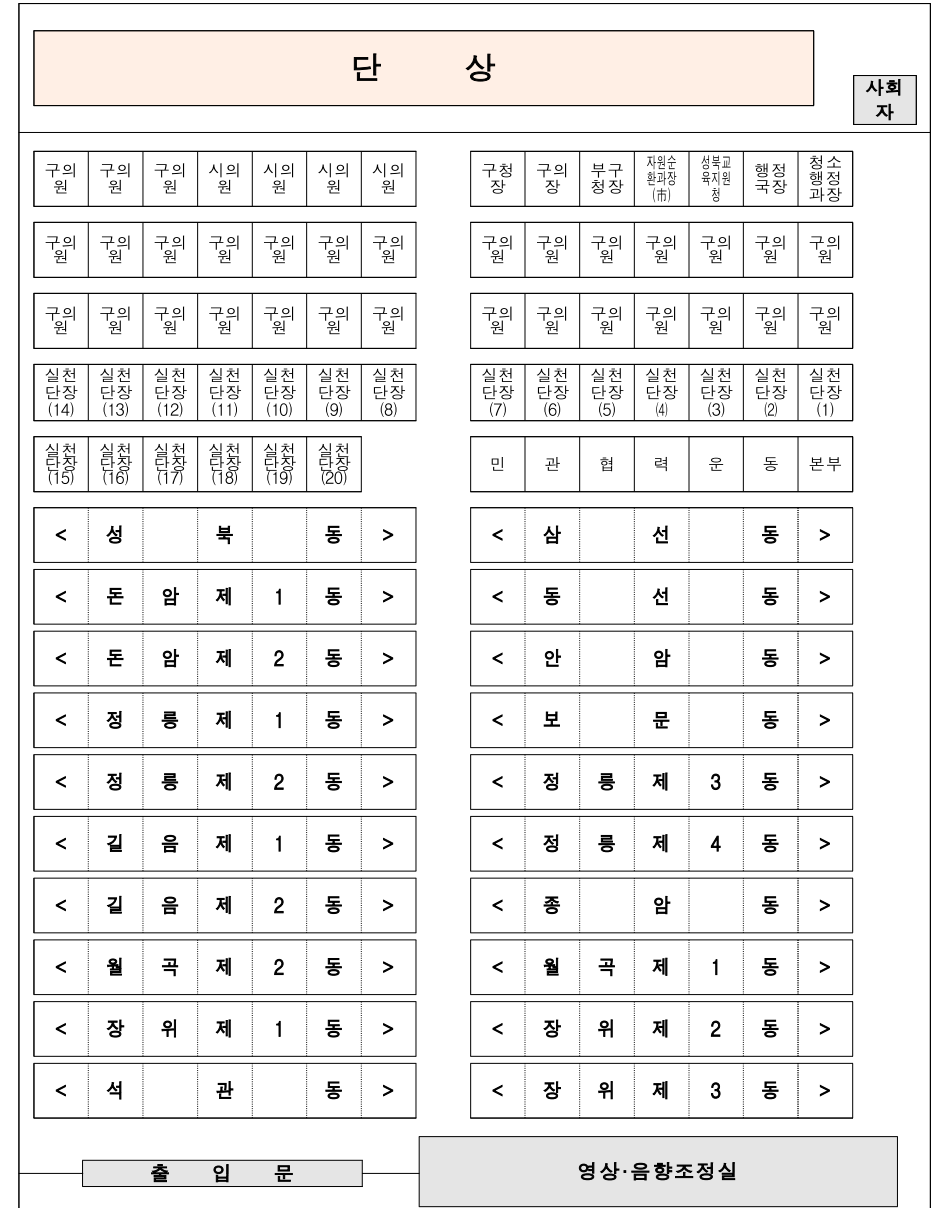 단 상
사회
자
구의원 구의원 구의원 시의원 시의원 시의원 시의원 구청장 구의장 부구청장 자원순환과장(市) 성북교육지원청 행정국장 청소행정과장
구의원 구의원 구의원 구의원 구의원 구의원 구의원 구의원 구의원 구의원 구의원 구의원 구의원 구의원
구의원 구의원 구의원 구의원 구의원 구의원 구의원 구의원 구의원 구의원 구의원 구의원 구의원 구의원
실천단장(14) 실천단장(13) 실천단장(12) 실천단장(11) 실천단장(10) 실천단장(9) 실천단장(8) 실천단장(7) 실천단장(6) 실천단장(5) 실천단장(4) 실천단장(3) 실천단장(2) 실천단장(1)
실천단장(15) 실천단장(16) 실천단장(17) 실천단장(18) 실천단장(19) 실천단장(20) 민 관 협 력 운 동 본부
< 성 북 동 > < 삼 선 동 >
< 돈 암 제 1 동 > < 동 선 동 >
< 돈 암 제 2 동 > < 안 암 동 >
< 정 릉 제 1 동 > < 보 문 동 >
< 정 릉 제 2 동 > < 정 릉 제 3 동 >
< 길 음 제 1 동 > < 정 릉 제 4 동 >
< 길 음 제 2 동 > < 종 암 동 >
< 월 곡 제 2 동 > < 월 곡 제 1 동 >
< 장 위 제 1 동 > < 장 위 제 2 동 >
< 석 관 동 > < 장 위 제 3 동 >
출 입 문
영상·음향조정실